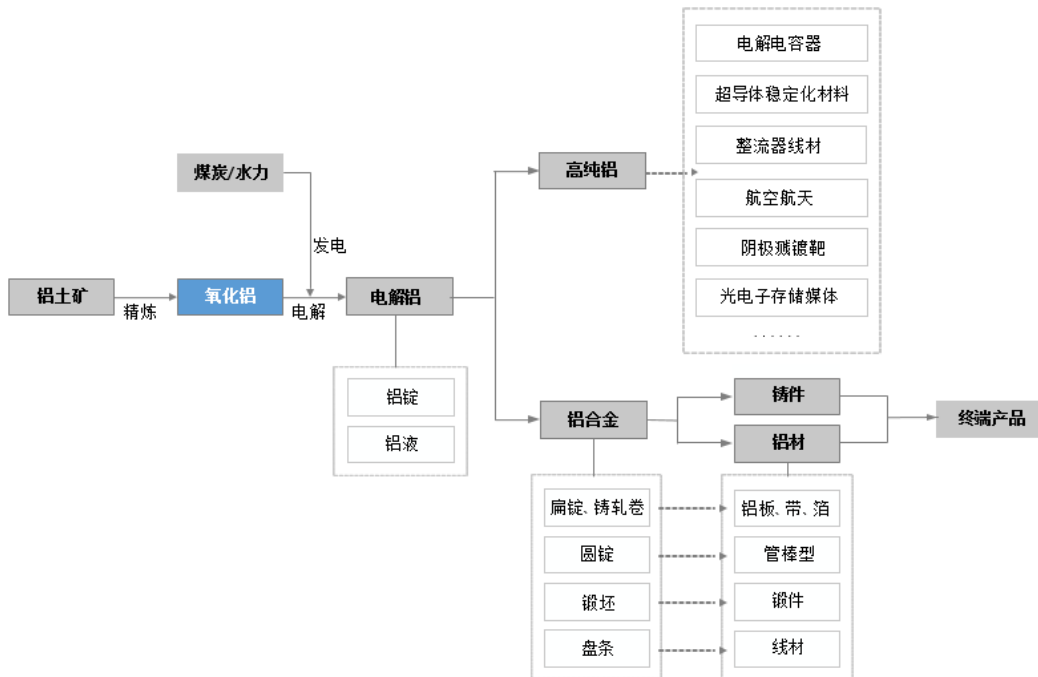 电解电容器
超导体稳定化材料
整流器线材
煤炭/水力
高纯铝
航空航天
发电
阴极溅镀靶
铝土矿
精炼
氧化铝
电解
电解铝
光电子存储媒体
......
铝锭
铝液
铝合金
铸件
铝材
终端产品
扁锭、铸轧卷
铝板、带、箔
圆锭
管棒型
锻坯
锻件
盘条
线材